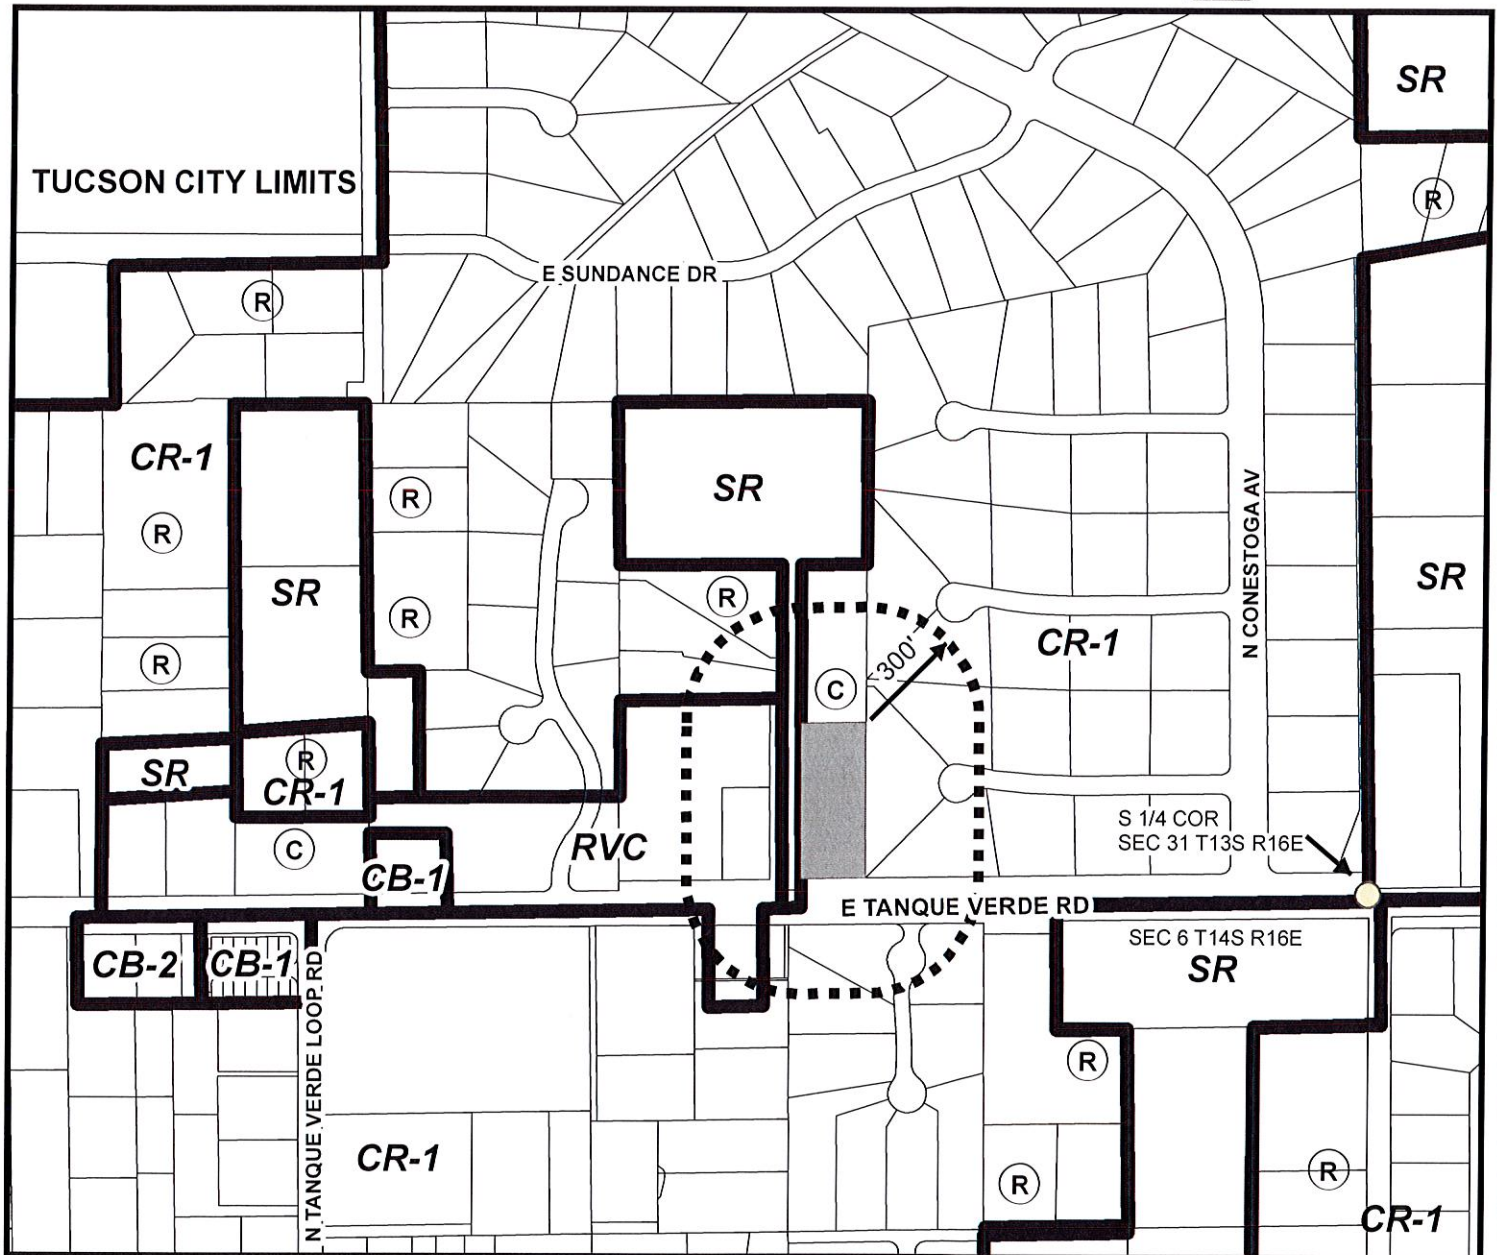 SR
TUCSON CITY LIMITS
R
E SUNDANCE DR
R
CR-1
SR
R
R
N CONESTOGA AV
SR
SR
R
R
R
CR-1
300'
R
C
SR
R
CR-1
S 1/4 COR
SEC 31 T13S R16E
C
RVC
CB-1
E TANQUE VERDE RD
SEC 6 T14S R16E
SR
CB-2
CB-1
N TANQUE VERDE LOOP RD
R
CR-1
R
R
CR-1